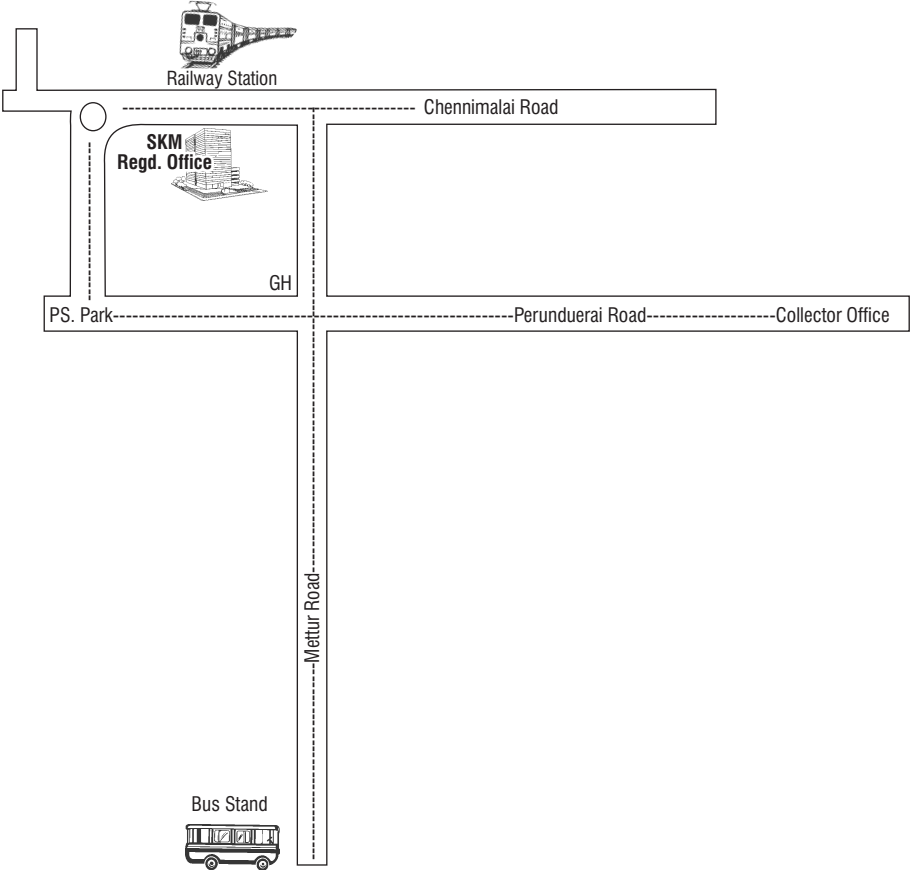 Railway Station
Chennimalai Road
SKM
Regd. Office
GH
PS. Park
Perunduerai Road
Collector Office
Mettur Road
Bus Stand